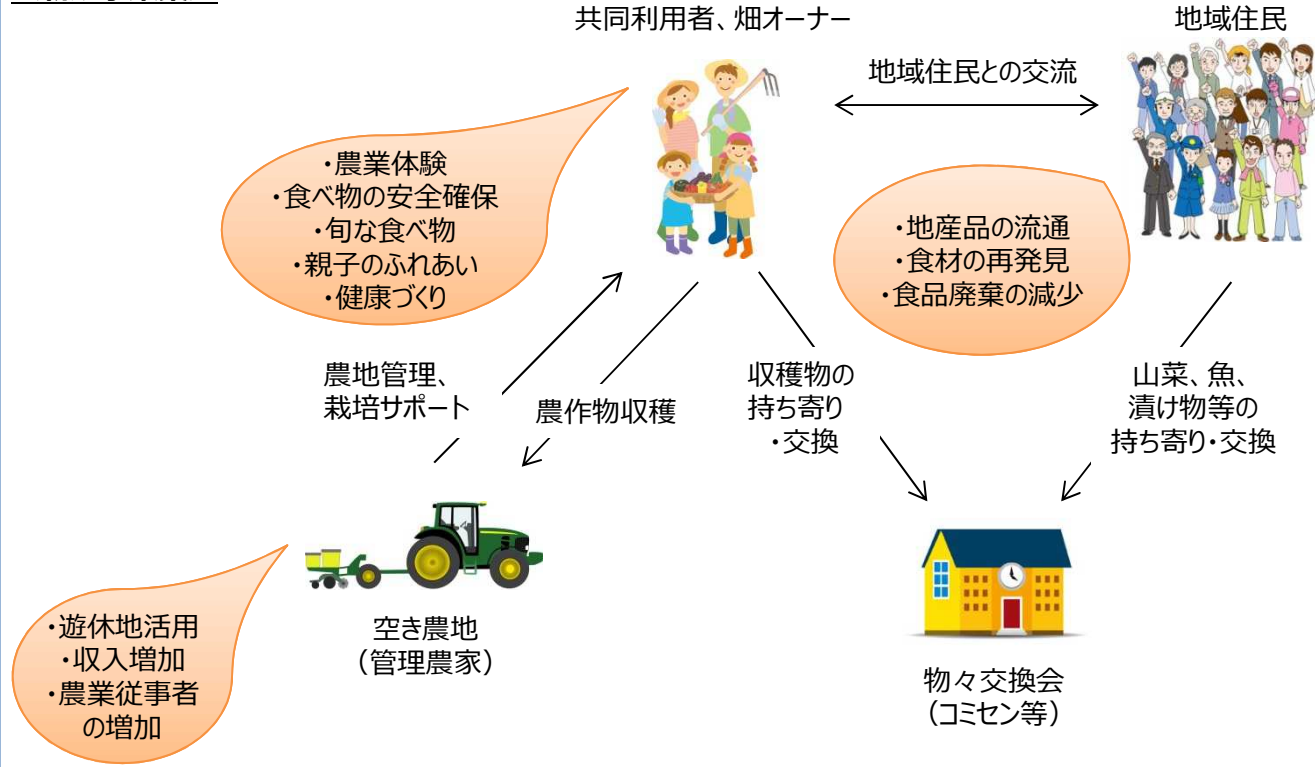 共同利用者、畑オーナー
地域住民
地域住民との交流
・農業体験
・食べ物の安全確保
・旬な食べ物
・親子のふれあい
・健康づくり
・地産品の流通
・食材の再発見
・食品廃棄の減少
農地管理、
栽培サポート
農作物収穫
収穫物の
持ち寄り
・交換
山菜、魚、
漬け物等の
持ち寄り・交換
・遊休地活用
・収入増加
・農業従事者
の増加
空き農地
（管理農家）
物々交換会
（コミセン等）